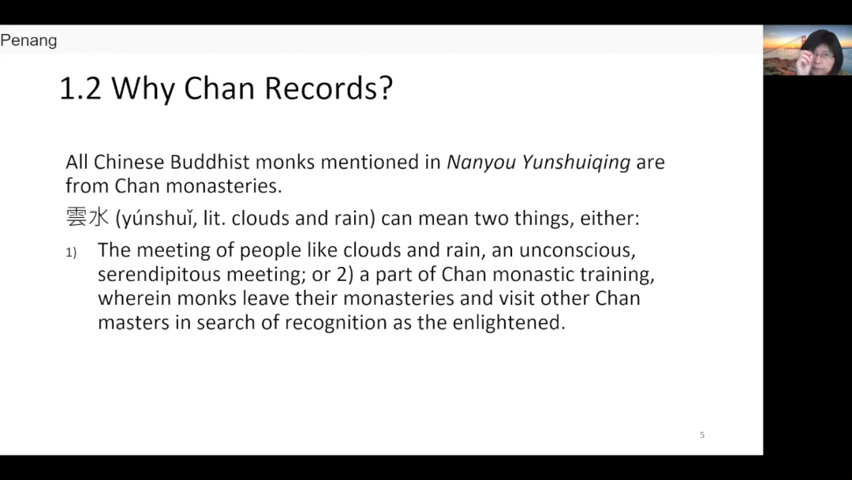 Penang
1.2 Why Chan Records?
All Chinese Buddhist monks mentioned in Nanyou Yunshuiqing are
from Chan monasteries.
雲水 (yúnshuǐ, lit. clouds and rain) can mean two things, either:
1) The meeting of people like clouds and rain, an unconscious,
serendipitous meeting; or 2) a part of Chan monastic training,
wherein monks leave their monasteries and visit other Chan
masters in search of recognition as the enlightened.
5